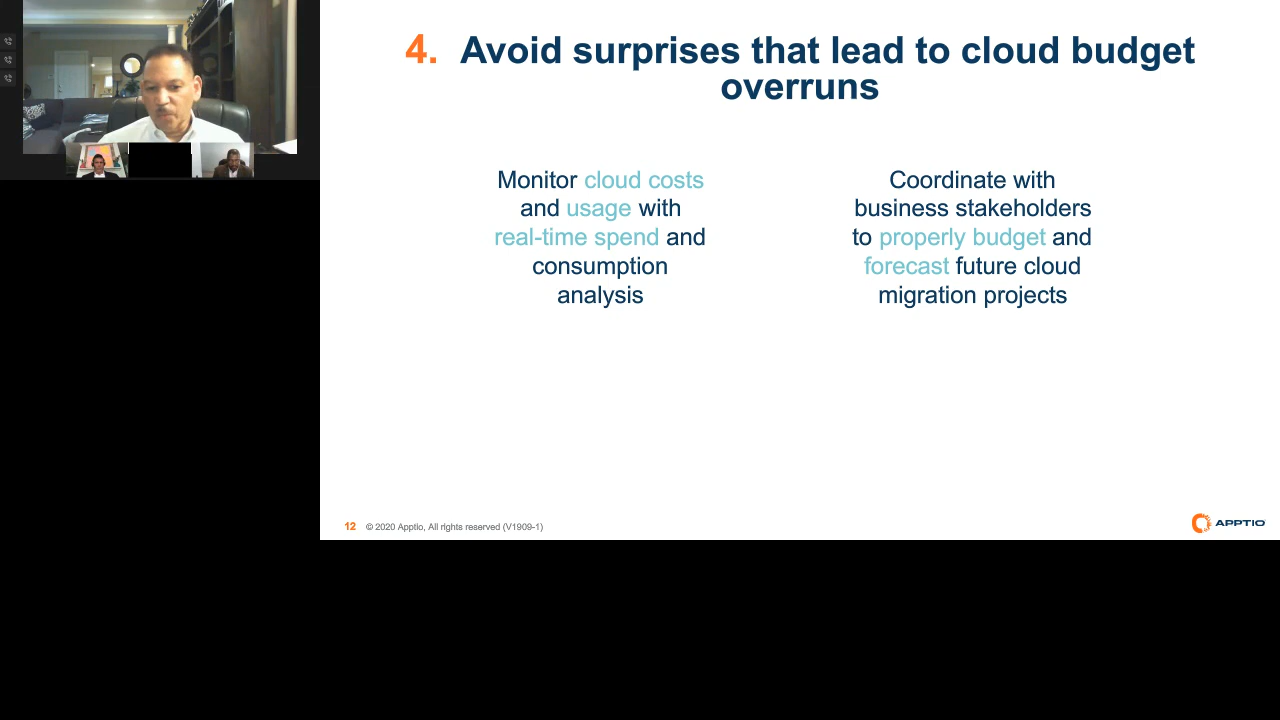 4. Avoid surprises that lead to cloud budget
overruns
Monitor cloud costs
and usage with
real-time spend and
consumption
analysis
Coordinate with
business stakeholders
to properly budget and
forecast future cloud
migration projects
12 © 2020 Apptio, All rights reserved (V1909-1)
APPTIO